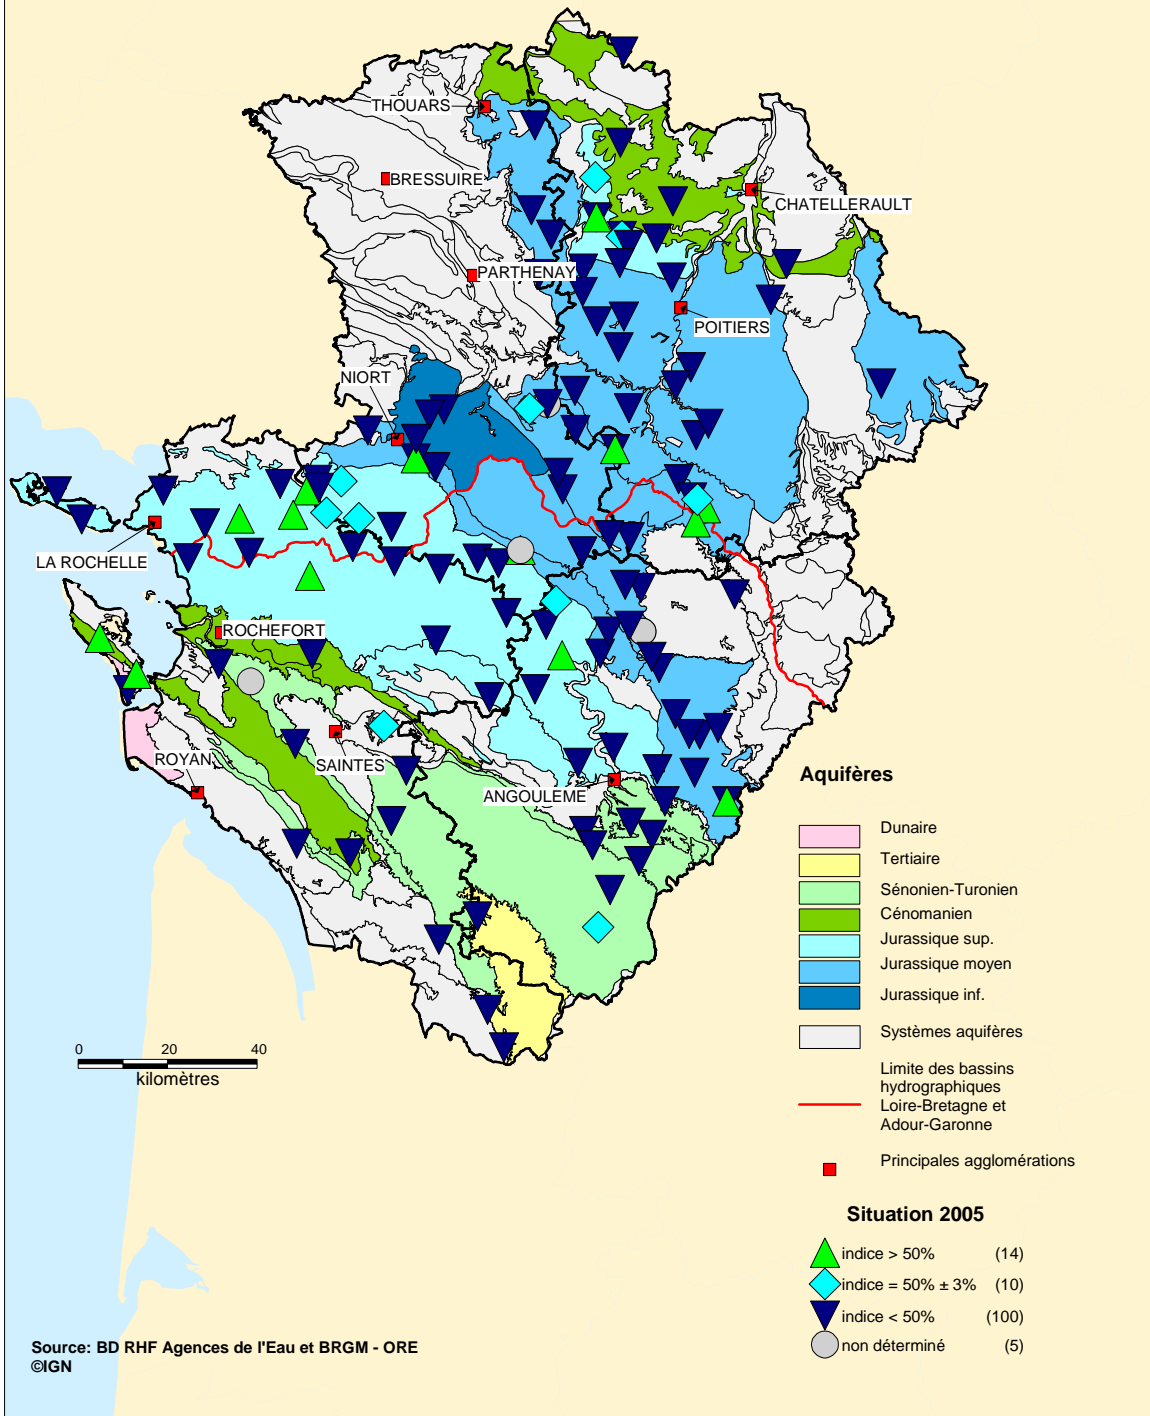 THOUARS
BRESSUIRE
CHATELLERAULT
PARTHENAY
POITIERS
NIORT
LA ROCHELLE
ROCHEFORT
ROYAN
SAINTES
ANGOULEME
0 20 40
kilomètres
Aquifères
Dunaire
Tertiaire
Sénonien-Turonien
Cénomanien
Jurassique sup.
Jurassique moyen
Jurassique inf.
Systèmes aquifères
Limite des bassins
hydrographiques
Loire-Bretagne et
Adour-Garonne
Principales agglomérations
Situation 2005
indice > 50% (14)
indice = 50% ± 3% (10)
indice < 50% (100)
non déterminé (5)
Source: BD RHF Agences de l'Eau et BRGM - ORE
©IGN